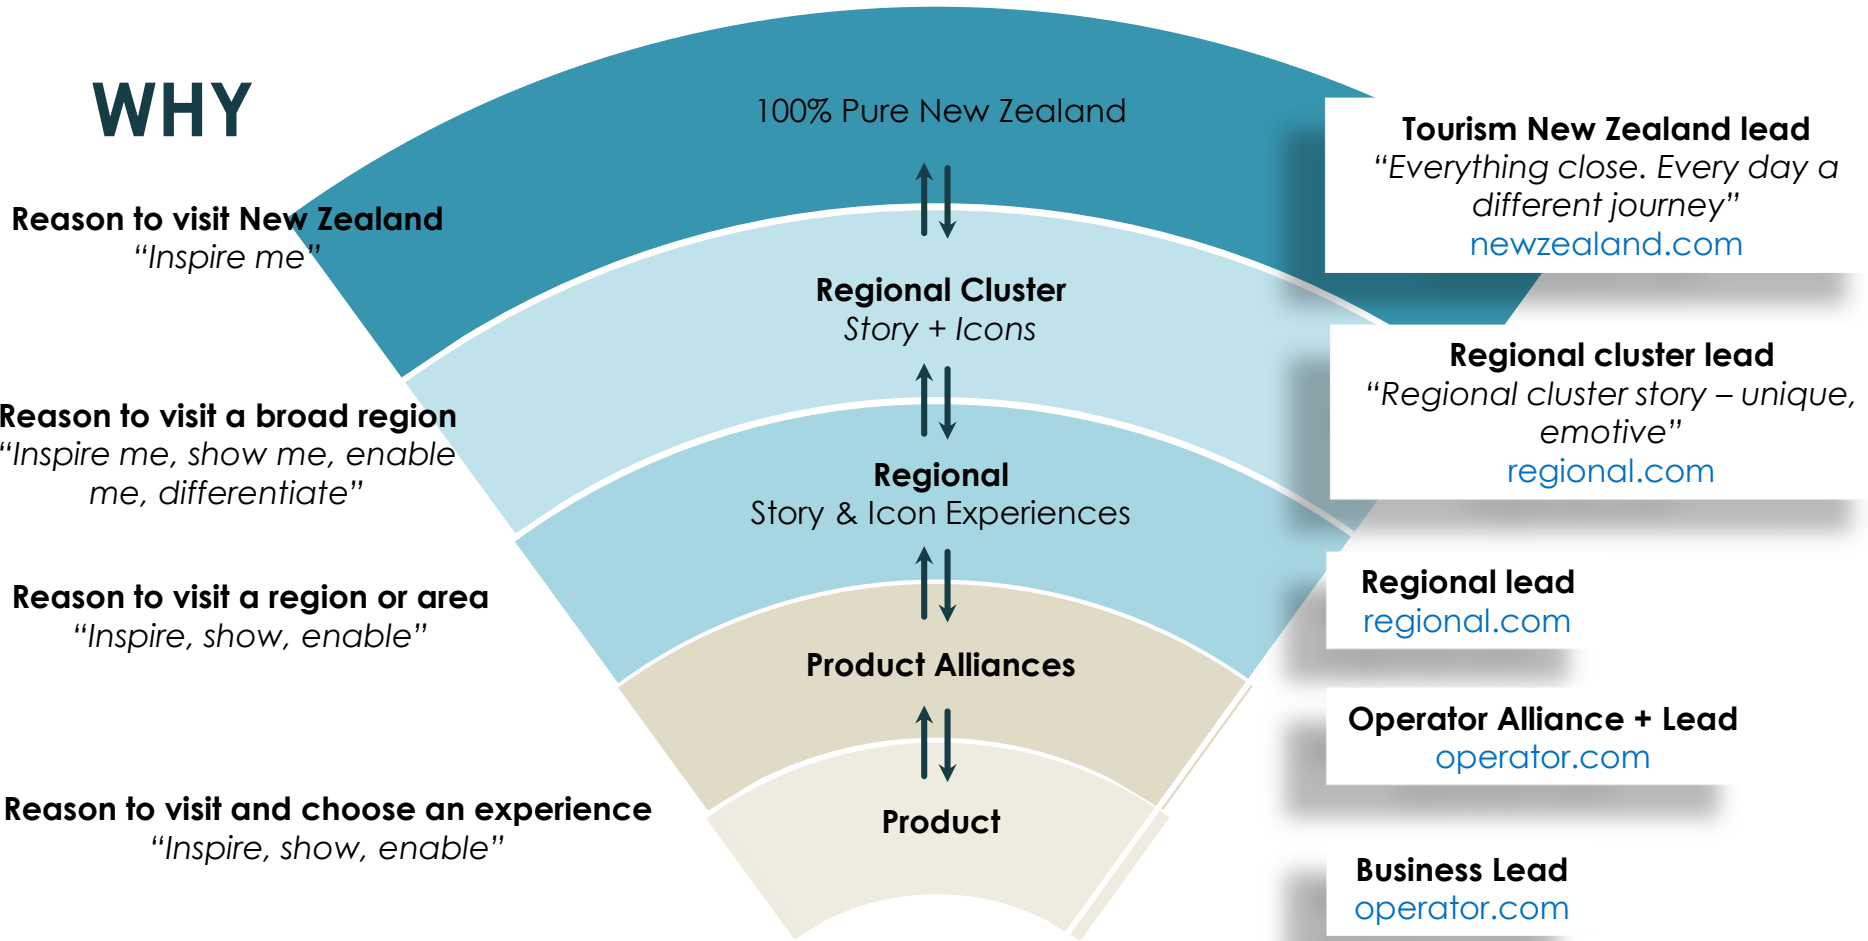 WHY
100% Pure New Zealand
Tourism New Zealand lead
“Everything close. Every day a
different journey”
newzealand.com
Reason to visit New Zealand
“Inspire me”
Regional Cluster
Story + Icons
Regional cluster lead
“Regional cluster story – unique,
emotive”
regional.com
Reason to visit a broad region
“Inspire me, show me, enable
me, differentiate”
Regional
Story & Icon Experiences
Regional lead
regional.com
Reason to visit a region or area
“Inspire, show, enable”
Product Alliances
Operator Alliance + Lead
operator.com
Reason to visit and choose an experience
“Inspire, show, enable”
Product
Business Lead
operator.com